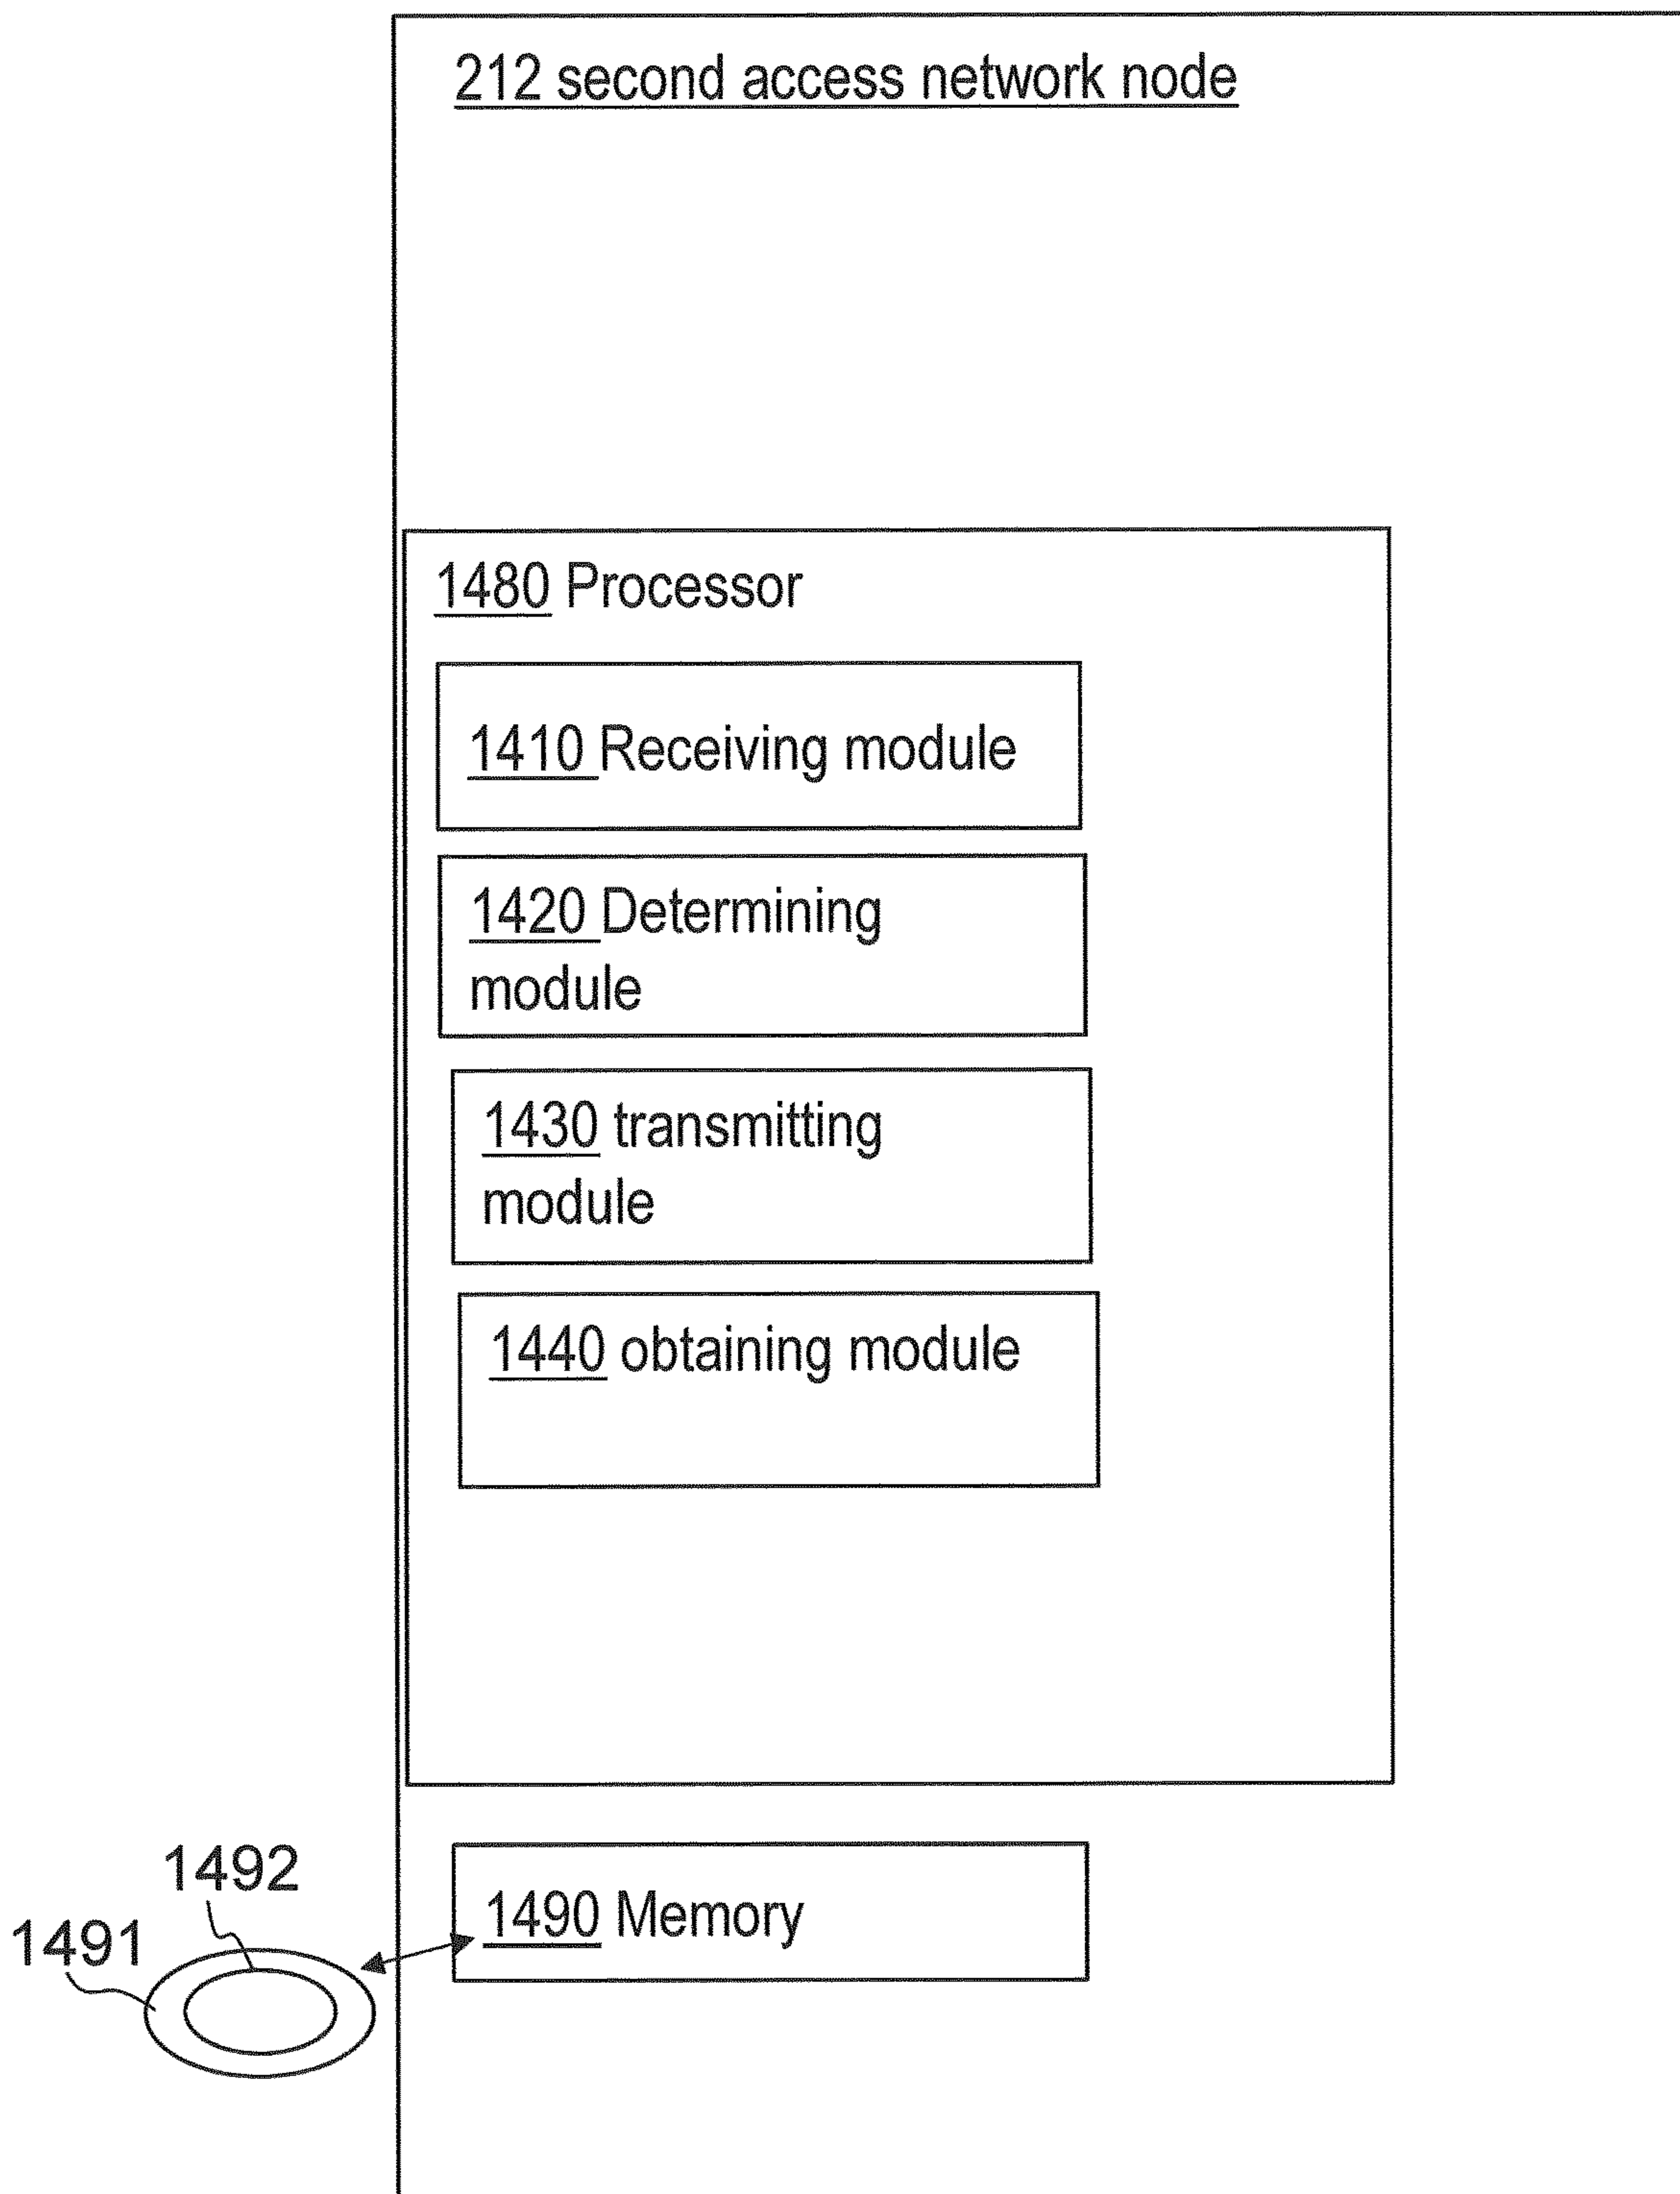 212 second access network node
1480 Processor
1410 Receiving module
1420 Determining
module
1430 transmitting
module
1440 obtaining module
1492
1491
1490 Memory